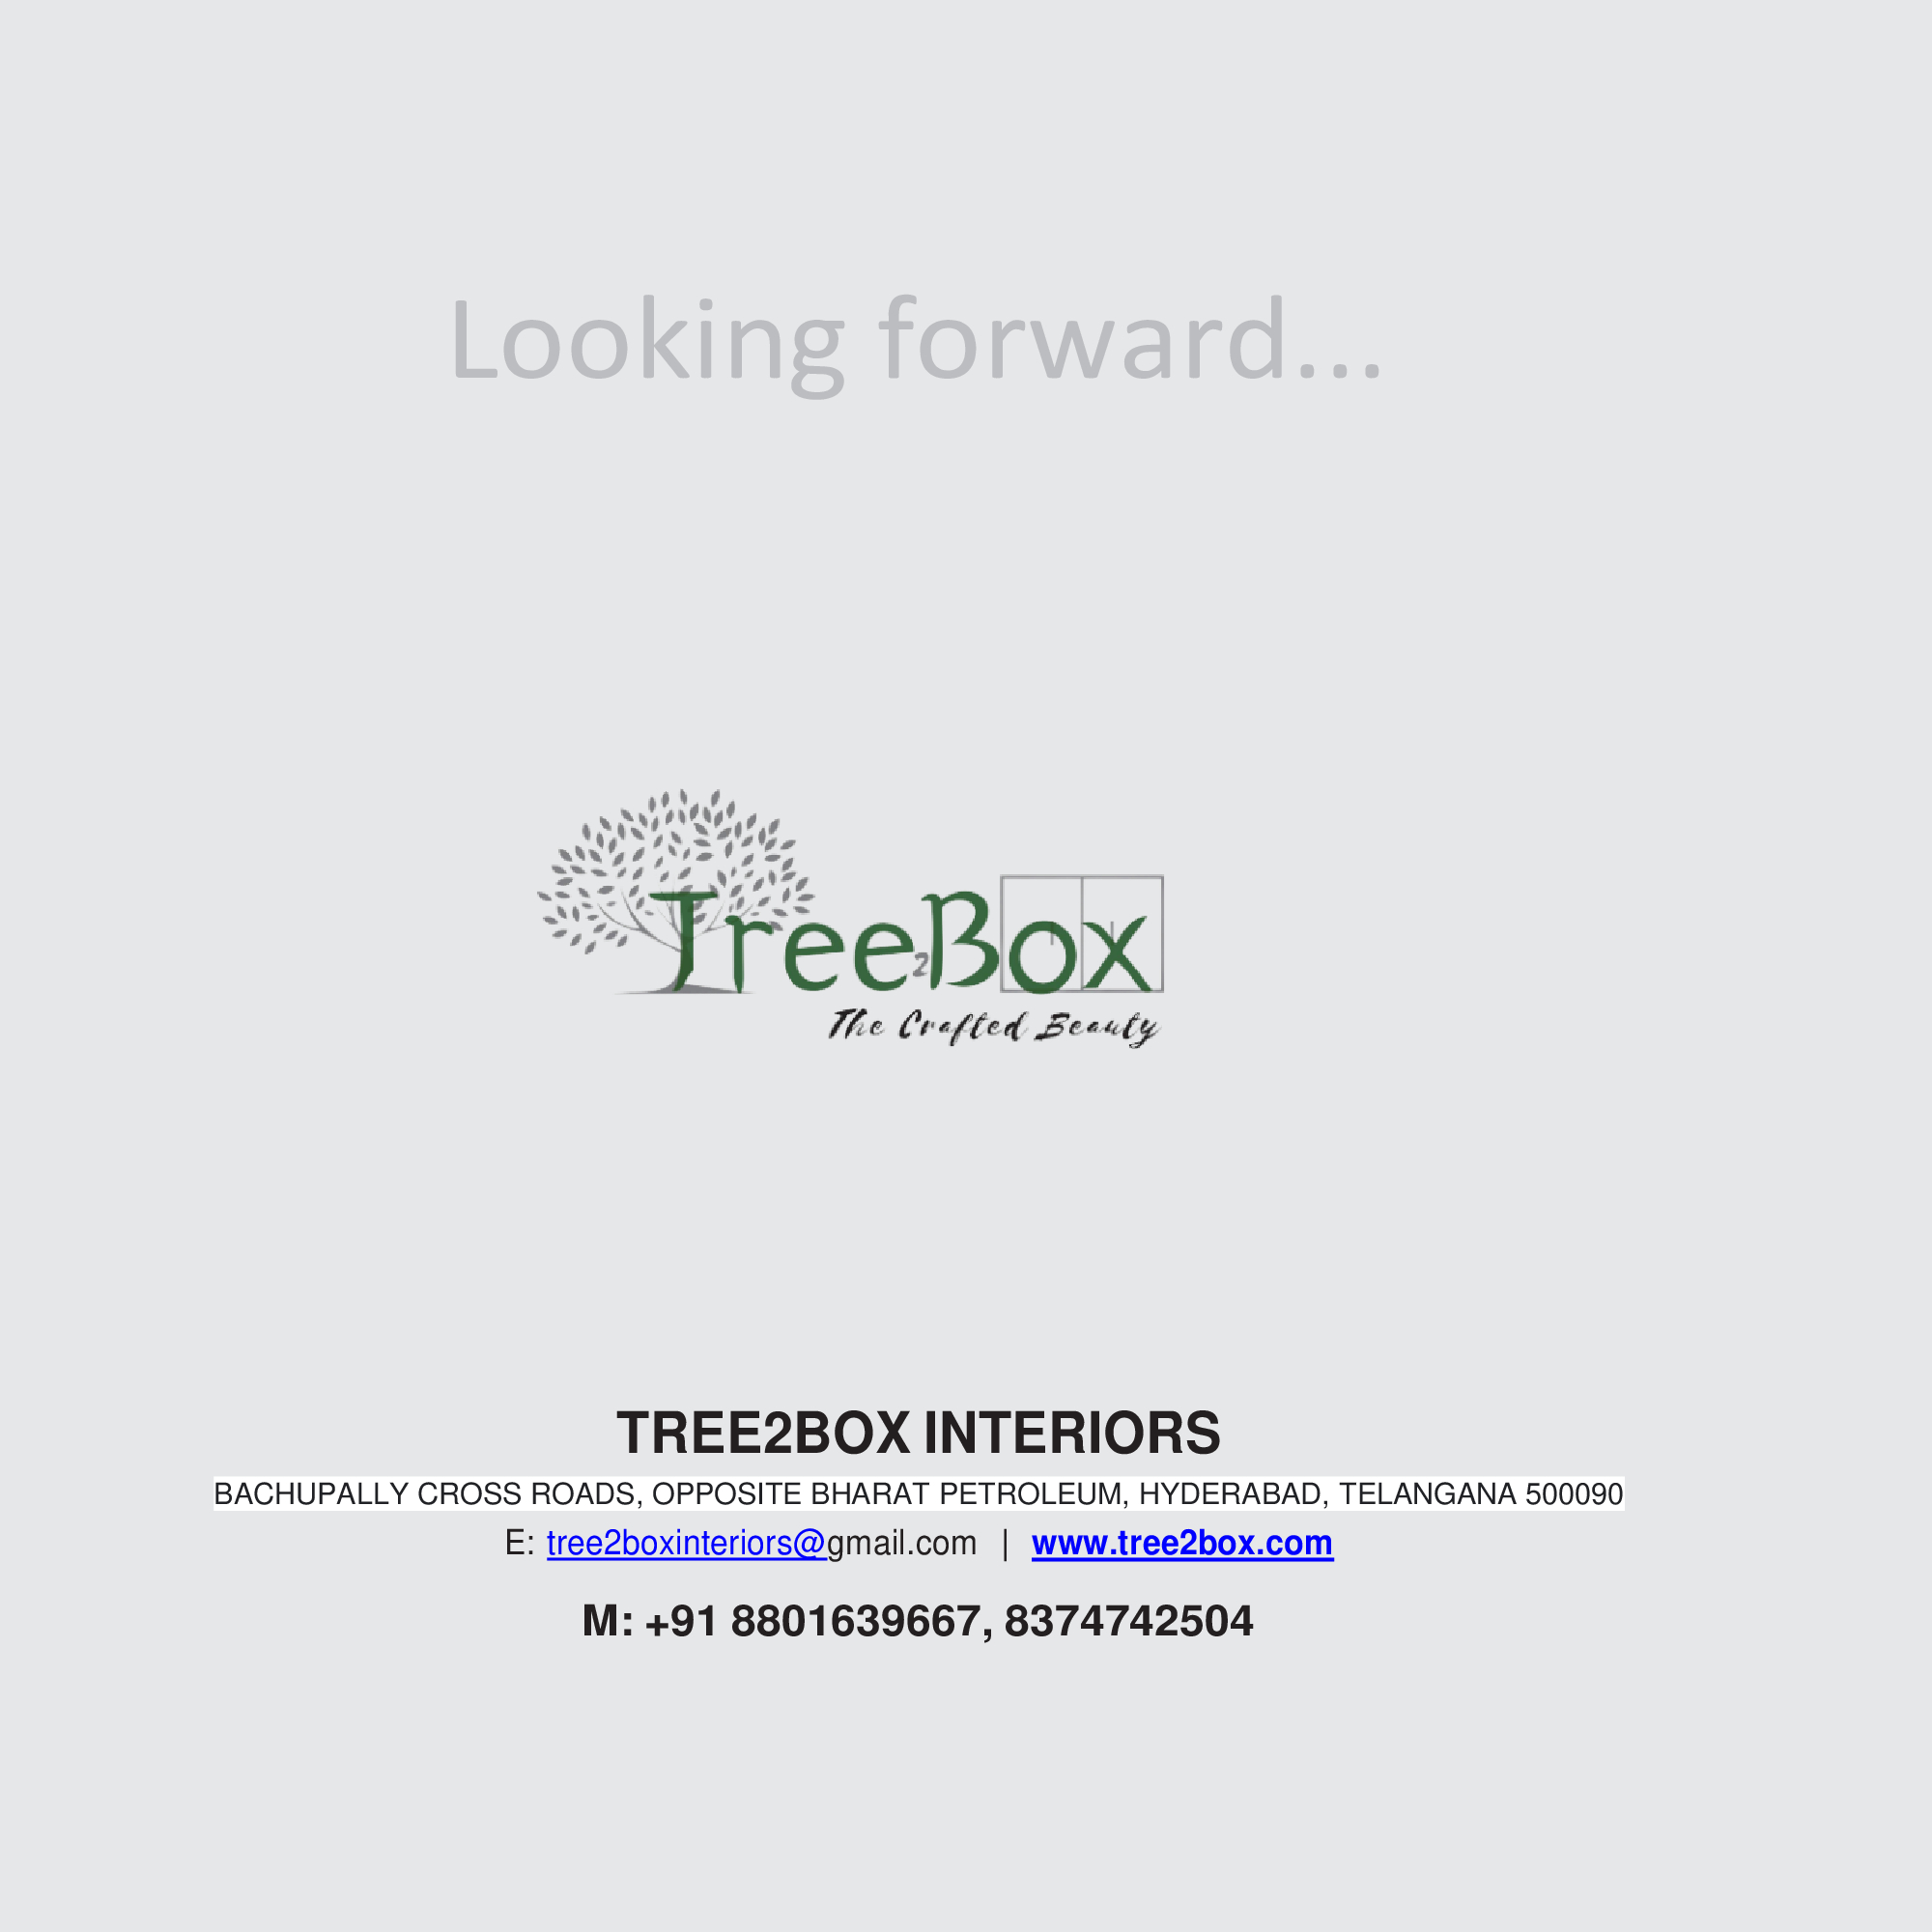 Looking forward...
Tree2Box
The Crafted Beauty
TREE2BOX INTERIORS
BACHUPALLY CROSS ROADS, OPPOSITE BHARAT PETROLEUM, HYDERABAD, TELANGANA 500090
E: tree2boxinteriors@gmail.com | www.tree2box.com
M: +91 8801639667, 8374742504